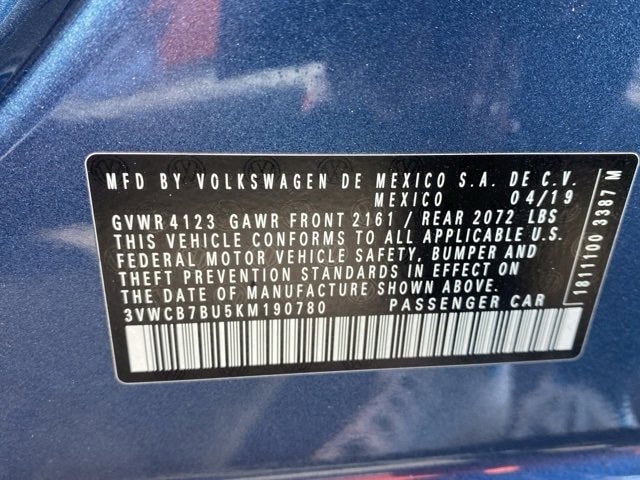 MFD BY VOLKSWAGEN DE MEXICO S.A. DE C.V.
MEXICO 04/19
GVWR 4123 GAWR FRONT 2161 / REAR 2072 LBS
THIS VEHICLE CONFORMS TO ALL APPLICABLE U.S.
FEDERAL MOTOR VEHICLE SAFETY, BUMPER AND
THEFT PREVENTION STANDARDS IN EFFECT ON
THE DATE OF MANUFACTURE SHOWN ABOVE.
3VWCB7BU5KM190780 PASSENGER CAR
1811100 3387 M